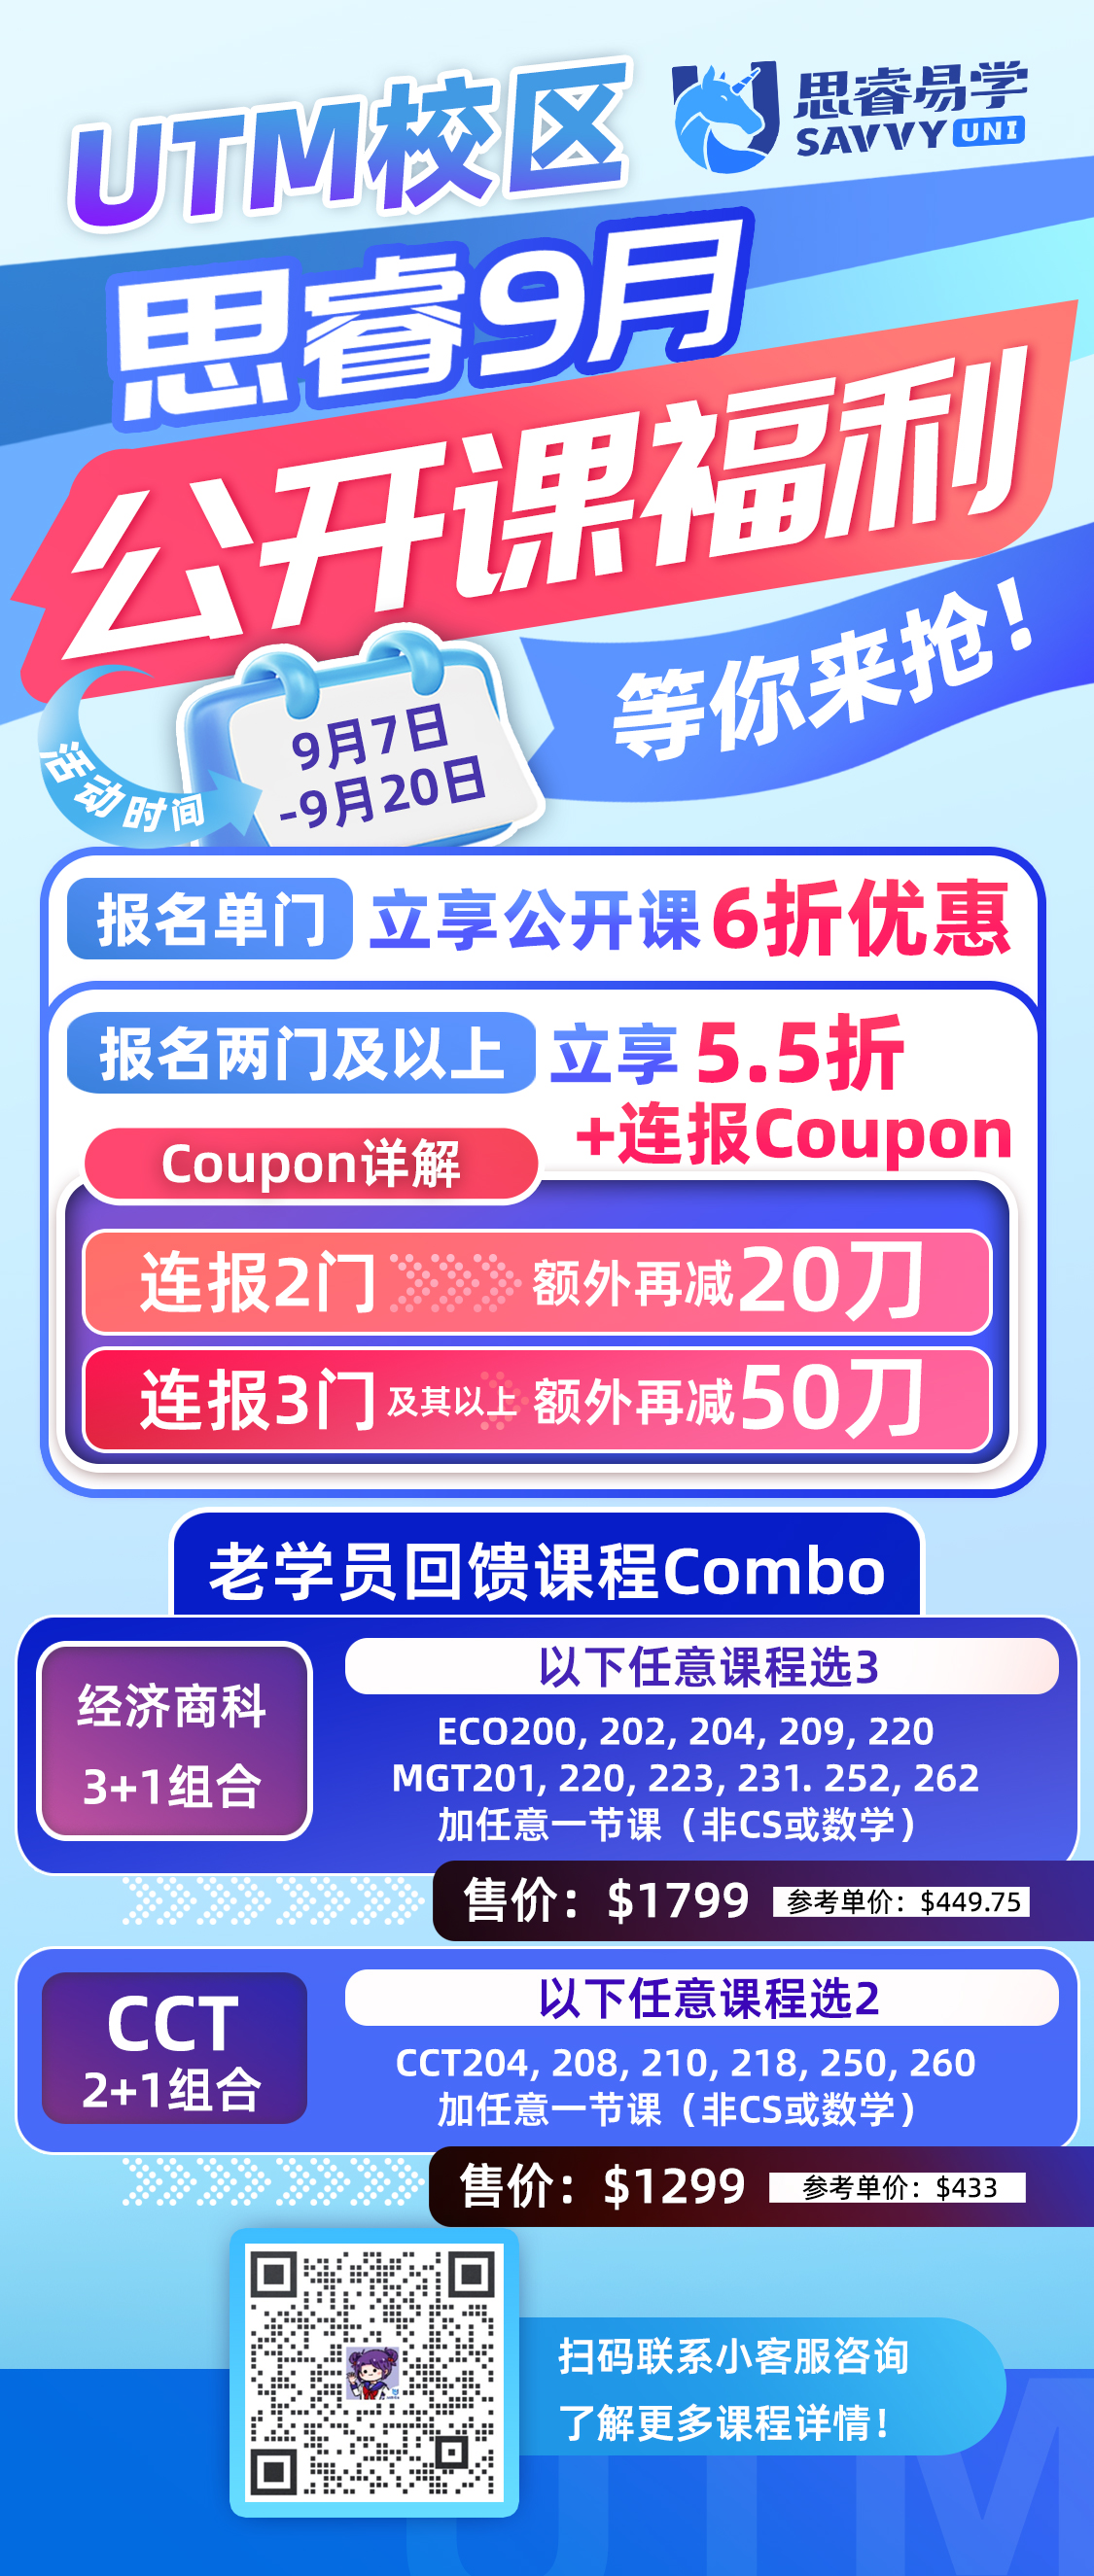 UTM校区
思睿易学
SAVVY UNI
思睿9月
公开课福利
等你来抢！
活动时间
9月7日
-9月20日
报名单门 立享公开课6折优惠
报名两门及以上 立享 5.5折
+连报Coupon
Coupon详解
连报2门 额外再减20刀
连报3门 及其以上 额外再减50刀
老学员回馈课程Combo
经济商科
3+1组合
以下任意课程选3
ECO200, 202, 204, 209, 220
MGT201, 220, 223, 231. 252, 262
加任意一节课（非CS或数学）
售价：$1799 参考单价：$449.75
CCT
2+1组合
以下任意课程选2
CCT204, 208, 210, 218, 250, 260
加任意一节课（非CS或数学）
售价：$1299 参考单价：$433
扫码联系小客服咨询
了解更多课程详情！
UTM